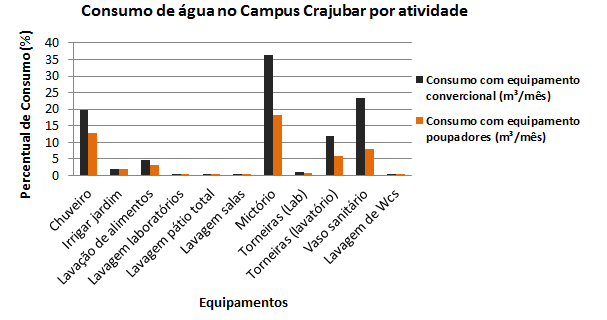 Consumo de água no Campus Crajubar por atividade
Percentual de Consumo (%)
40
35
30
25
20
15
10
5
0
Chuveiro
Irrigar jardim
Lavação de alimentos
Lavagem laboratórios
Lavagem pátio total
Lavagem salas
Mictório
Torneiras (Lab)
Torneiras (lavatório)
Vaso sanitário
Lavagem de Wcs
Equipamentos
Consumo com equipamento
convercional (m³/mês)
Consumo com equipamento
poupadores (m³/mês)